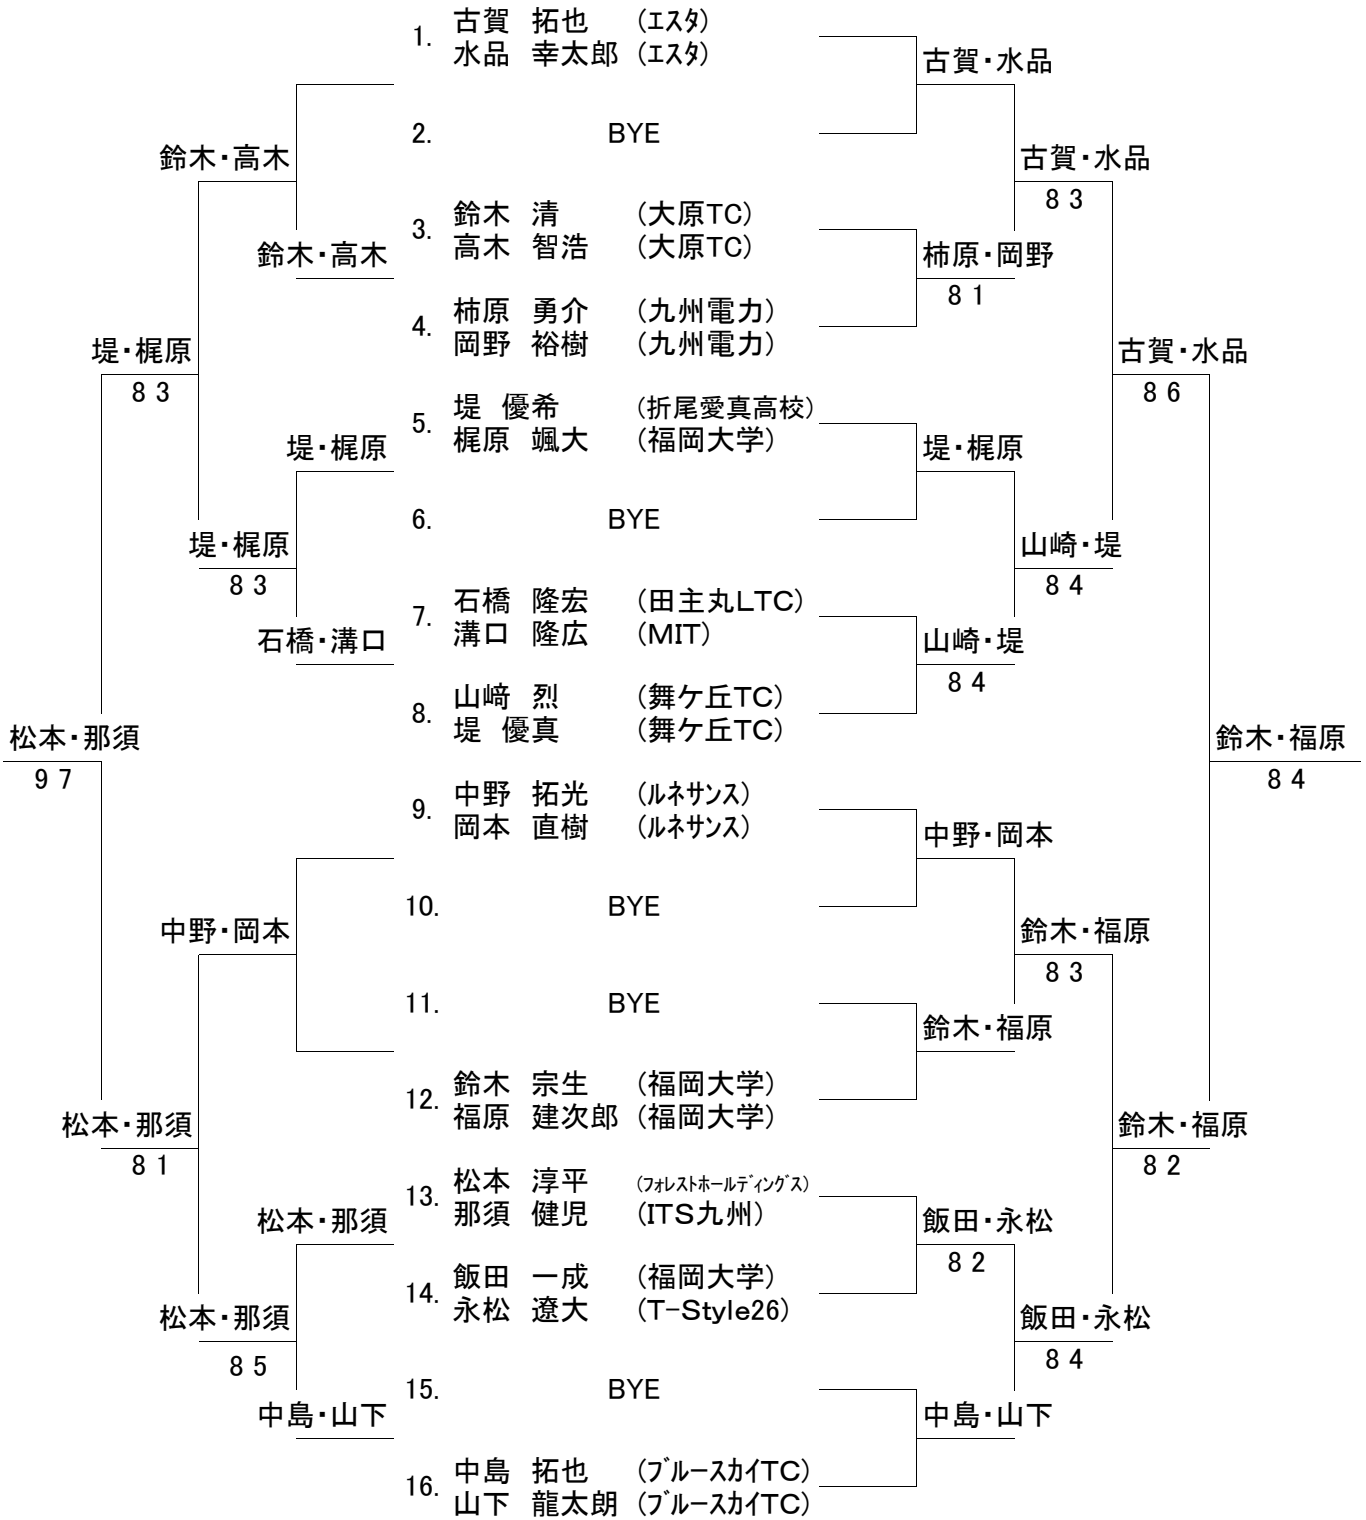 1. 古賀 拓也 (ｴｽﾀ)
水品 幸太郎 (ｴｽﾀ)
古賀・水品
2. BYE
鈴木・高木
古賀・水品
8 3
3. 鈴木 清 (大原TC)
高木 智浩 (大原TC)
鈴木・高木
柿原・岡野
8 1
4. 柿原 勇介 (九州電力)
岡野 裕樹 (九州電力)
堤・梶原
8 3
古賀・水品
8 6
5. 堤 優希 (折尾愛真高校)
梶原 颯大 (福岡大学)
堤・梶原
堤・梶原
6. BYE
堤・梶原
8 3
山崎・堤
8 4
7. 石橋 隆宏 (田主丸LTC)
溝口 隆広 (MIT)
石橋・溝口
山崎・堤
8 4
8. 山﨑 烈 (舞ケ丘TC)
堤 優真 (舞ケ丘TC)
松本・那須
9 7
鈴木・福原
8 4
9. 中野 拓光 (ﾙﾈｻﾝｽ)
岡本 直樹 (ﾙﾈｻﾝｽ)
中野・岡本
10. BYE
中野・岡本
鈴木・福原
8 3
11. BYE
鈴木・福原
12. 鈴木 宗生 (福岡大学)
福原 建次郎 (福岡大学)
松本・那須
8 1
鈴木・福原
8 2
13. 松本 淳平 (ﾌｫﾚｽﾄﾎｰﾙﾃﾞｨﾝｸﾞｽ)
那須 健児 (ITS九州)
松本・那須
飯田・永松
8 2
14. 飯田 一成 (福岡大学)
永松 遼大 (T-Style26)
松本・那須
8 5
飯田・永松
8 4
15. BYE
中島・山下
中島・山下
16. 中島 拓也 (ﾌﾞﾙｰｽｶｲTC)
山下 龍太朗 (ﾌﾞﾙｰｽｶｲTC)